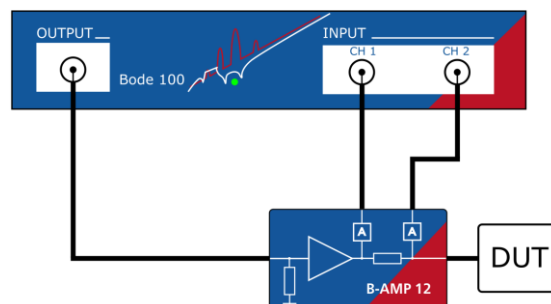 OUTPUT
INPUT
CH 1
CH 2
Bode 100
A
A
DUT
B-AMP 12